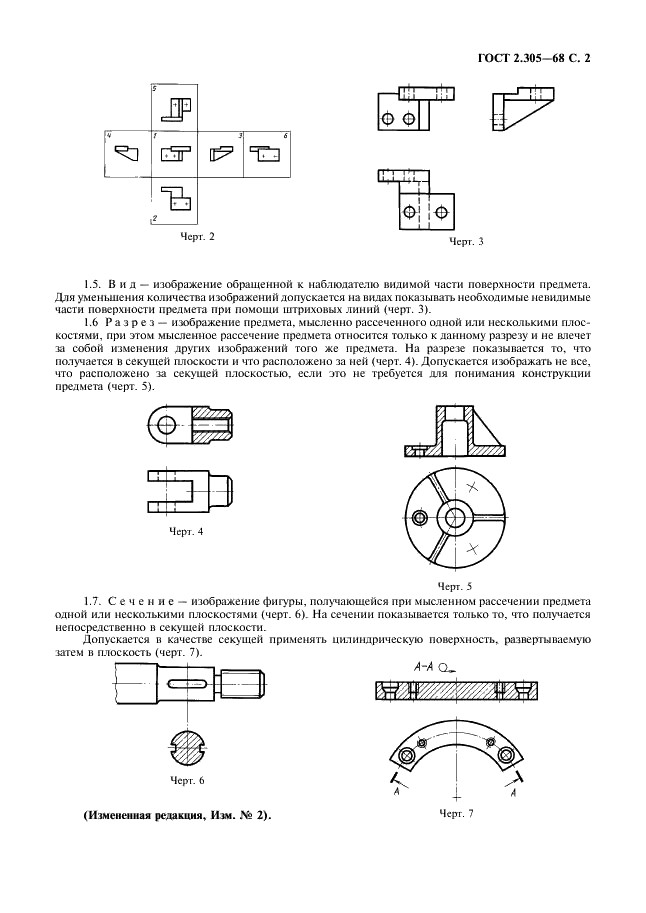 ГОСТ 2.305—68 С. 2
5
4 1 3 6
2
Черт. 2
Черт. 3
1.5. В и д — изображение обращенной к наблюдателю видимой части поверхности предмета.
Для уменьшения количества изображений допускается на видах показывать необходимые невидимые
части поверхности предмета при помощи штриховых линий (черт. 3).
1.6 Р а з р е з — изображение предмета, мысленно рассеченного одной или несколькими плос-
костями, при этом мысленное рассечение предмета относится только к данному разрезу и не влечет
за собой изменения других изображений того же предмета. На разрезе показывается то, что
получается в секущей плоскости и что расположено за ней (черт. 4). Допускается изображать не все,
что расположено за секущей плоскостью, если это не требуется для понимания конструкции
предмета (черт. 5).
Черт. 4
Черт. 5
1.7. С е ч е н и е — изображение фигуры, получающейся при мысленном рассечении предмета
одной или несколькими плоскостями (черт. 6). На сечении показывается только то, что получается
непосредственно в секущей плоскости.
Допускается в качестве секущей применять цилиндрическую поверхность, развертываемую
затем в плоскость (черт. 7).
А–А
А А
Черт. 6
Черт. 7
(Измененная редакция, Изм. № 2).